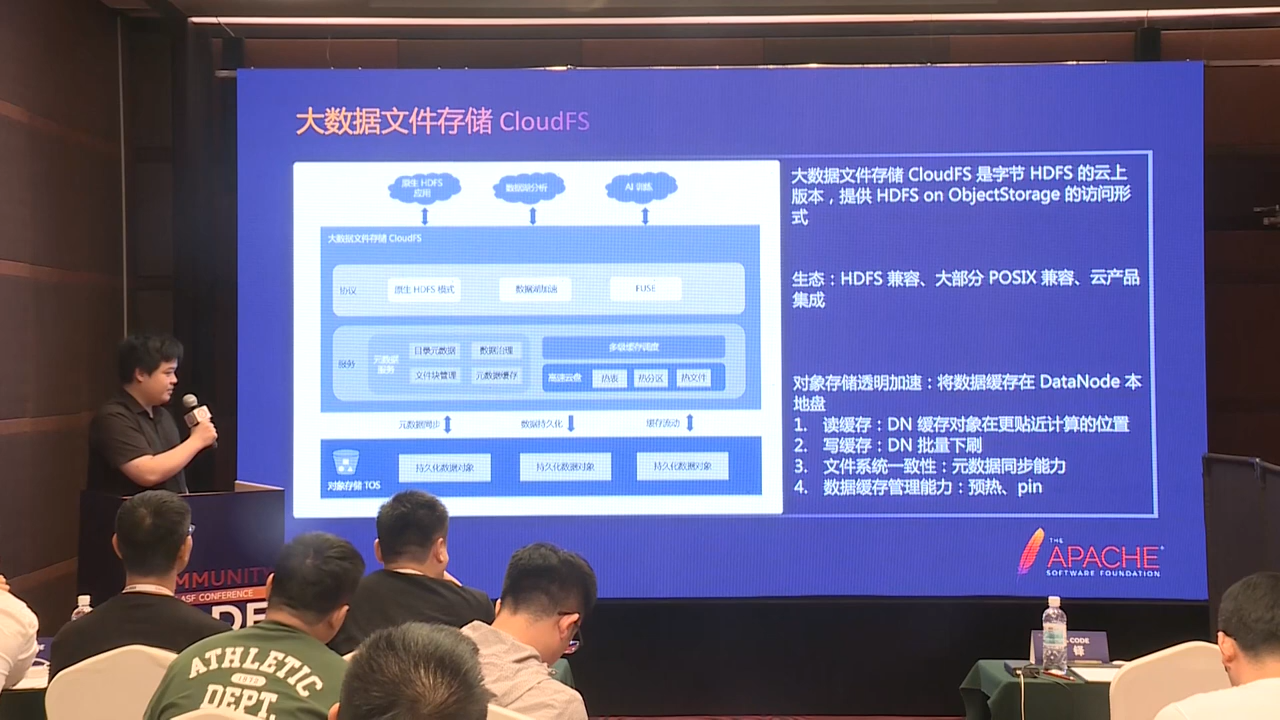 大数据文件存储 CloudFS
原生 HDFS
应用
数据湖分析
AI 训练
大数据文件存储 CloudFS
协议
原生 HDFS 模式
数据湖加速
FUSE
服务
元数据
服务
目录元数据
数据治理
文件块管理
元数据缓存
多级缓存调度
高速云盘
热表
热分区
热文件
元数据同步
数据持久化
缓存流动
对象存储 TOS
持久化数据对象
持久化数据对象
持久化数据对象
大数据文件存储 CloudFS 是字节 HDFS 的云上
版本，提供 HDFS on ObjectStorage 的访问形
式
生态：HDFS 兼容、大部分 POSIX 兼容、云产品
集成
对象存储透明加速：将数据缓存在 DataNode 本
地盘
1. 读缓存：DN 缓存对象在更贴近计算的位置
2. 写缓存：DN 批量下刷
3. 文件系统一致性：元数据同步能力
4. 数据缓存管理能力：预热、pin
THE
APACHE
SOFTWARE FOUNDATION
MMUNITY
ASF CONFERENCE
DE
ATHLETIC
DEPT.
CODE
铎